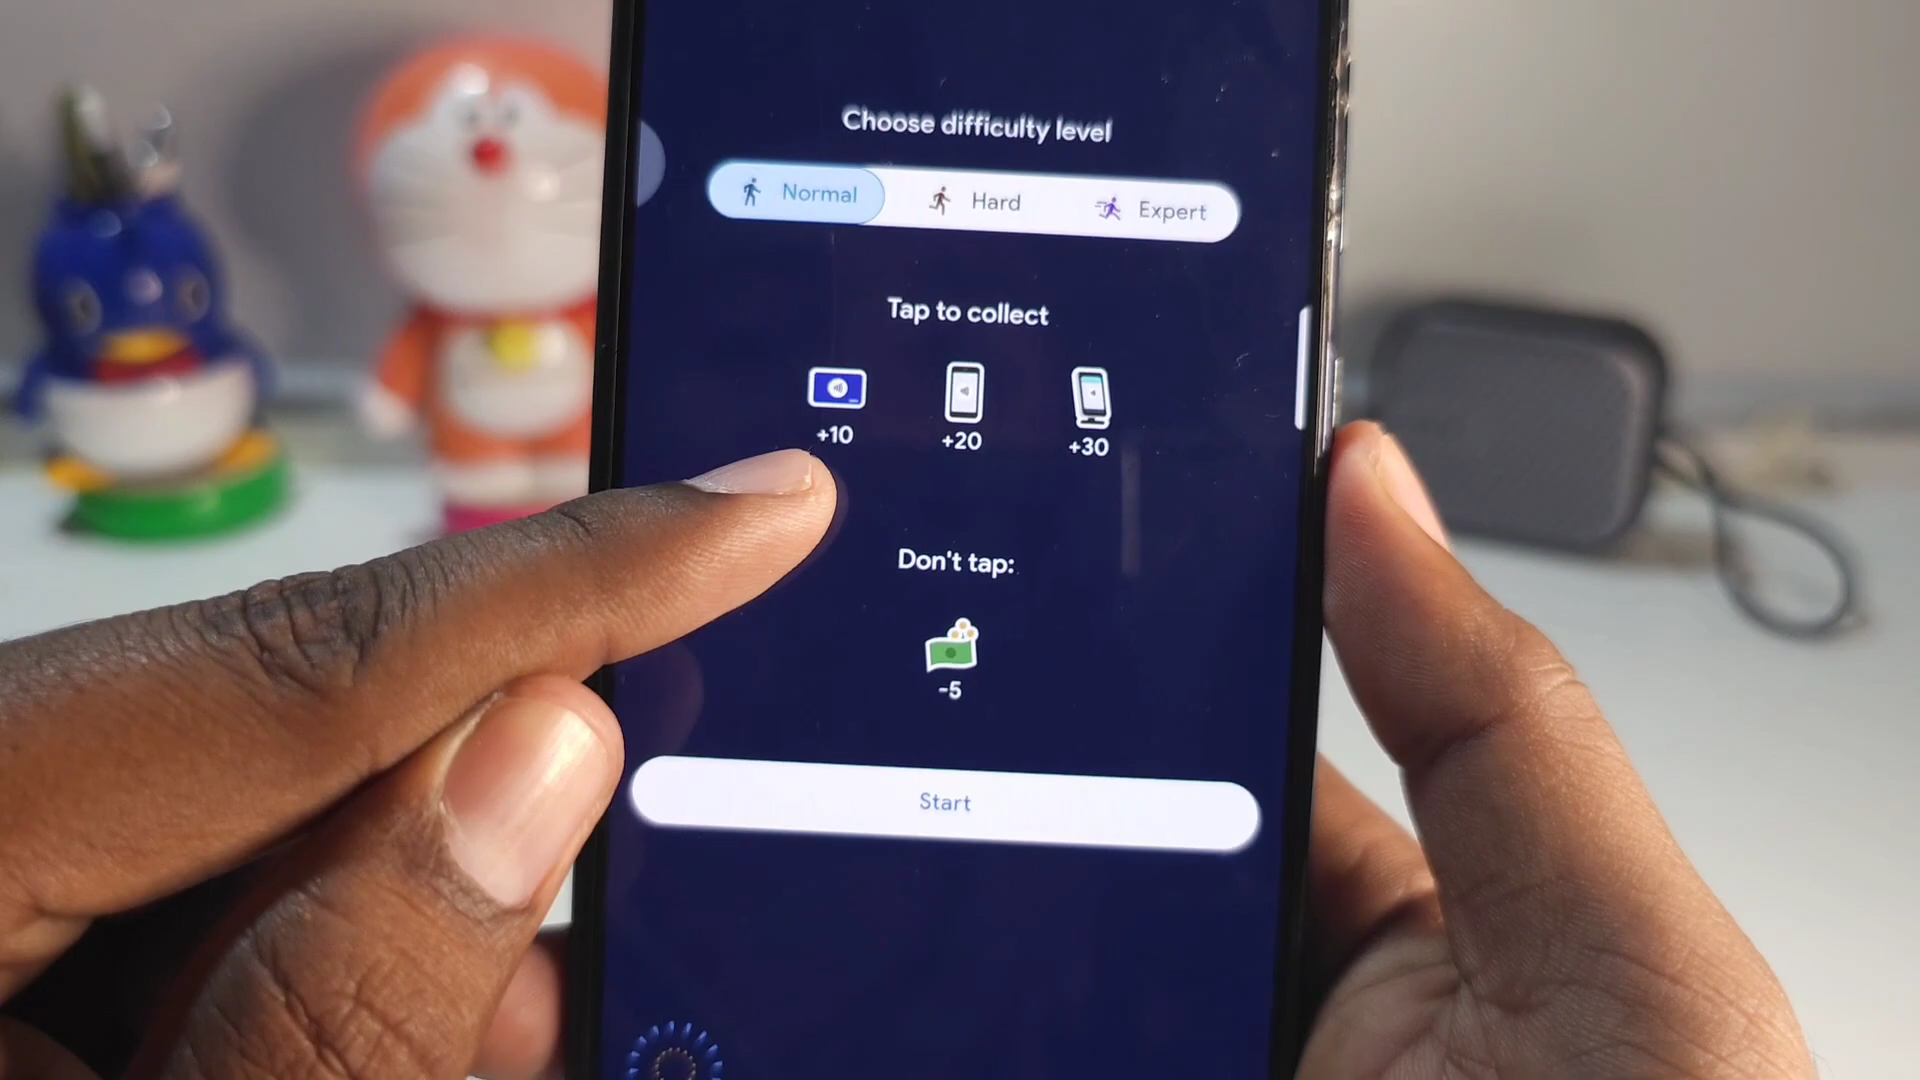 Choose difficulty level
Normal Hard Expert
Tap to collect
+10 +20 +30
Don't tap:
-5
Start